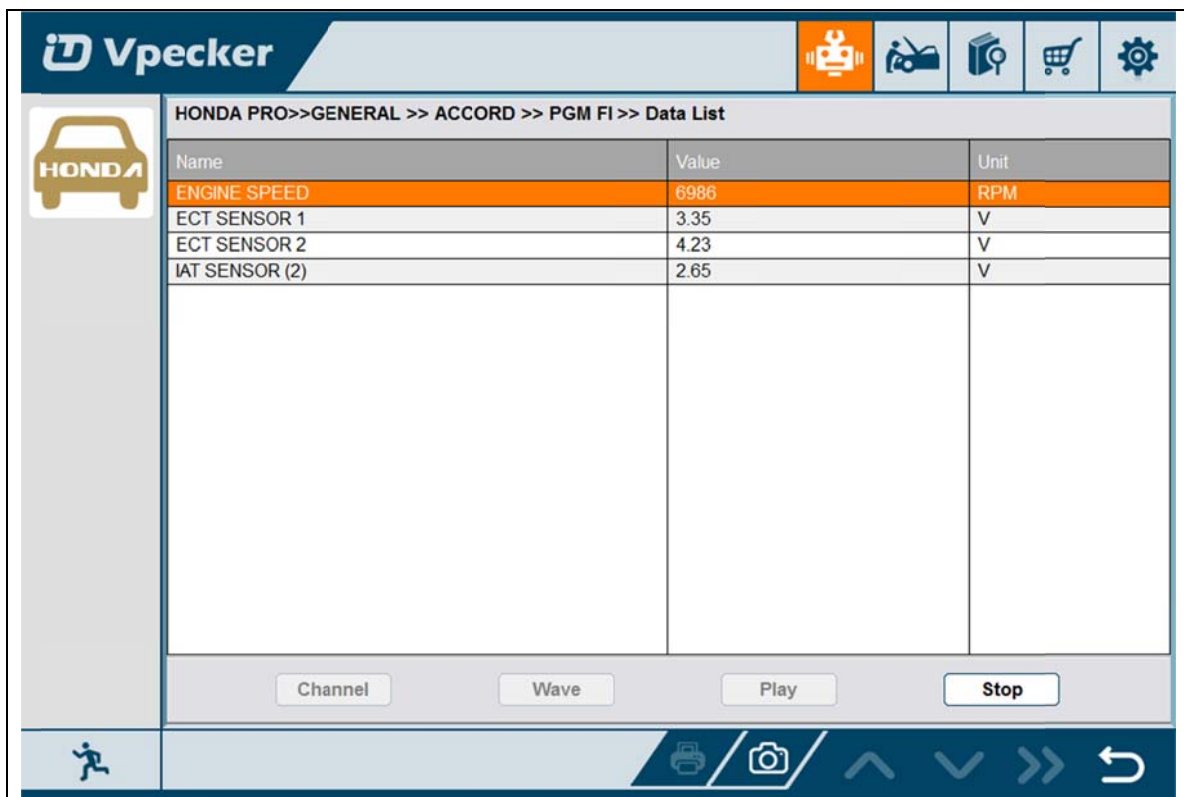 Vpecker
HONDA PRO>>GENERAL >> ACCORD >> PGM FI >> Data List
HONDA
Name Value Unit
ENGINE SPEED 6986 RPM
ECT SENSOR 1 3.35 V
ECT SENSOR 2 4.23 V
IAT SENSOR (2) 2.65 V
Channel Wave Play Stop